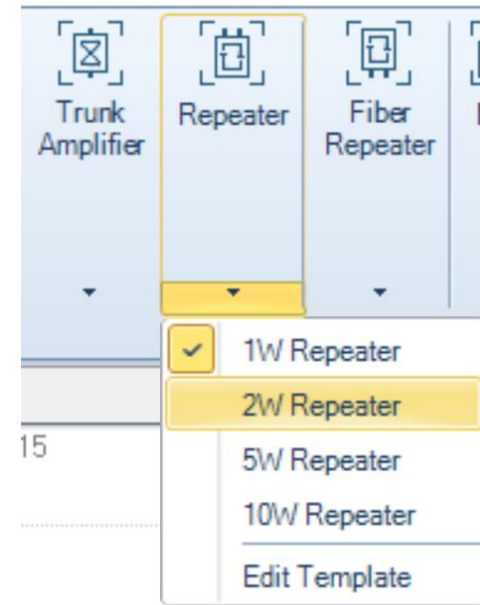 Trunk
Amplifier
Repeater
Fiber
Repeater
1W Repeater
2W Repeater
15
5W Repeater
10W Repeater
Edit Template